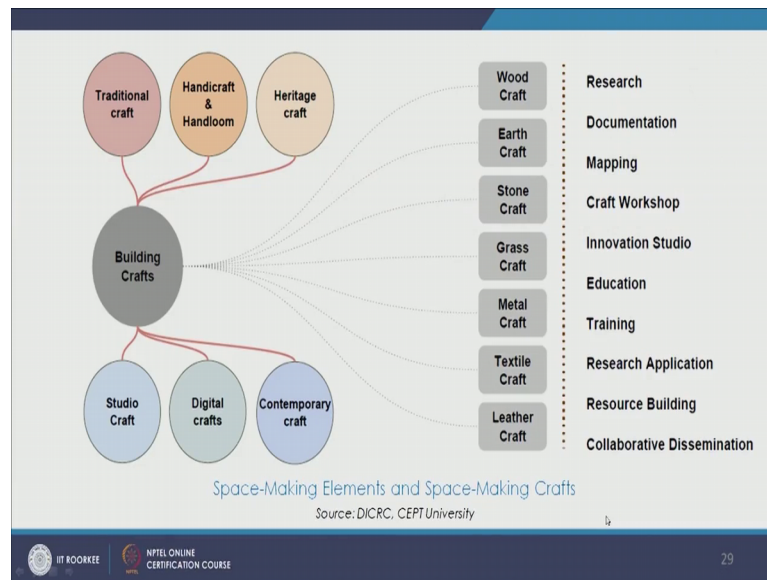 Traditional
craft
Handicraft
&
Handloom
Heritage
craft
Building
Crafts
Studio
Craft
Digital
crafts
Contemporary
craft
Wood
Craft
Earth
Craft
Stone
Craft
Grass
Craft
Metal
Craft
Textile
Craft
Leather
Craft
Research
Documentation
Mapping
Craft Workshop
Innovation Studio
Education
Training
Research Application
Resource Building
Collaborative Dissemination
Space-Making Elements and Space-Making Crafts
Source: DICRC, CEPT University
IIT ROORKEE
NPTEL
NPTEL ONLINE
CERTIFICATION COURSE
29